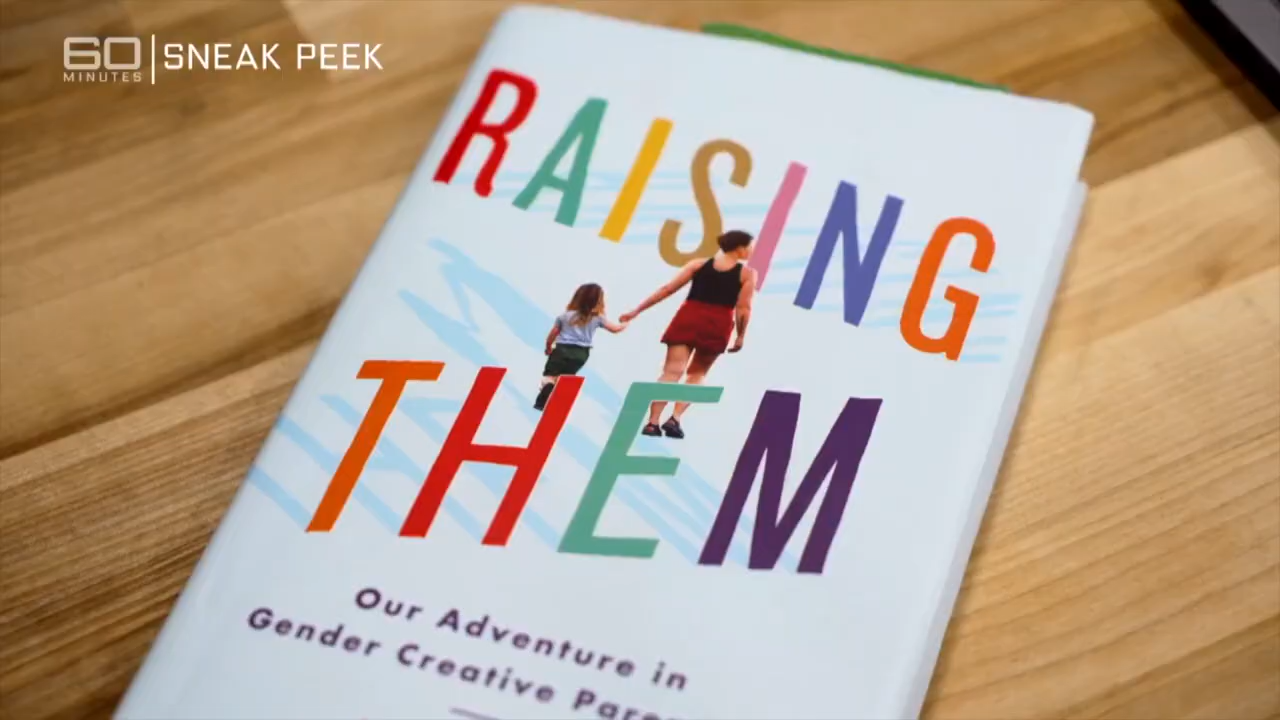 60
MINUTES
SNEAK PEEK
RAISING
THEM
Our Adventure in
Gender Creative